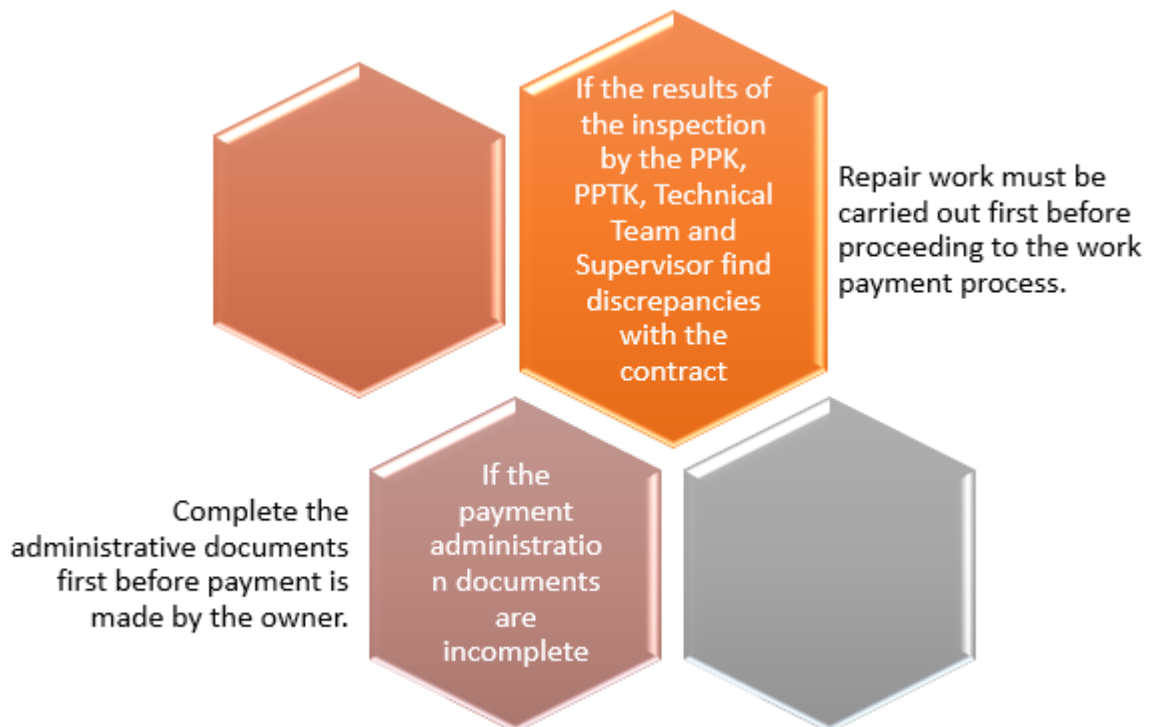 If the results of
the inspection
by the PPK,
PPTK, Technical
Team and
Supervisor find
discrepancies
with the
contract
Repair work must be
carried out first before
proceeding to the work
payment process.
Complete the
administrative documents
first before payment is
made by the owner.
If the
payment
administratio
n documents
are
incomplete